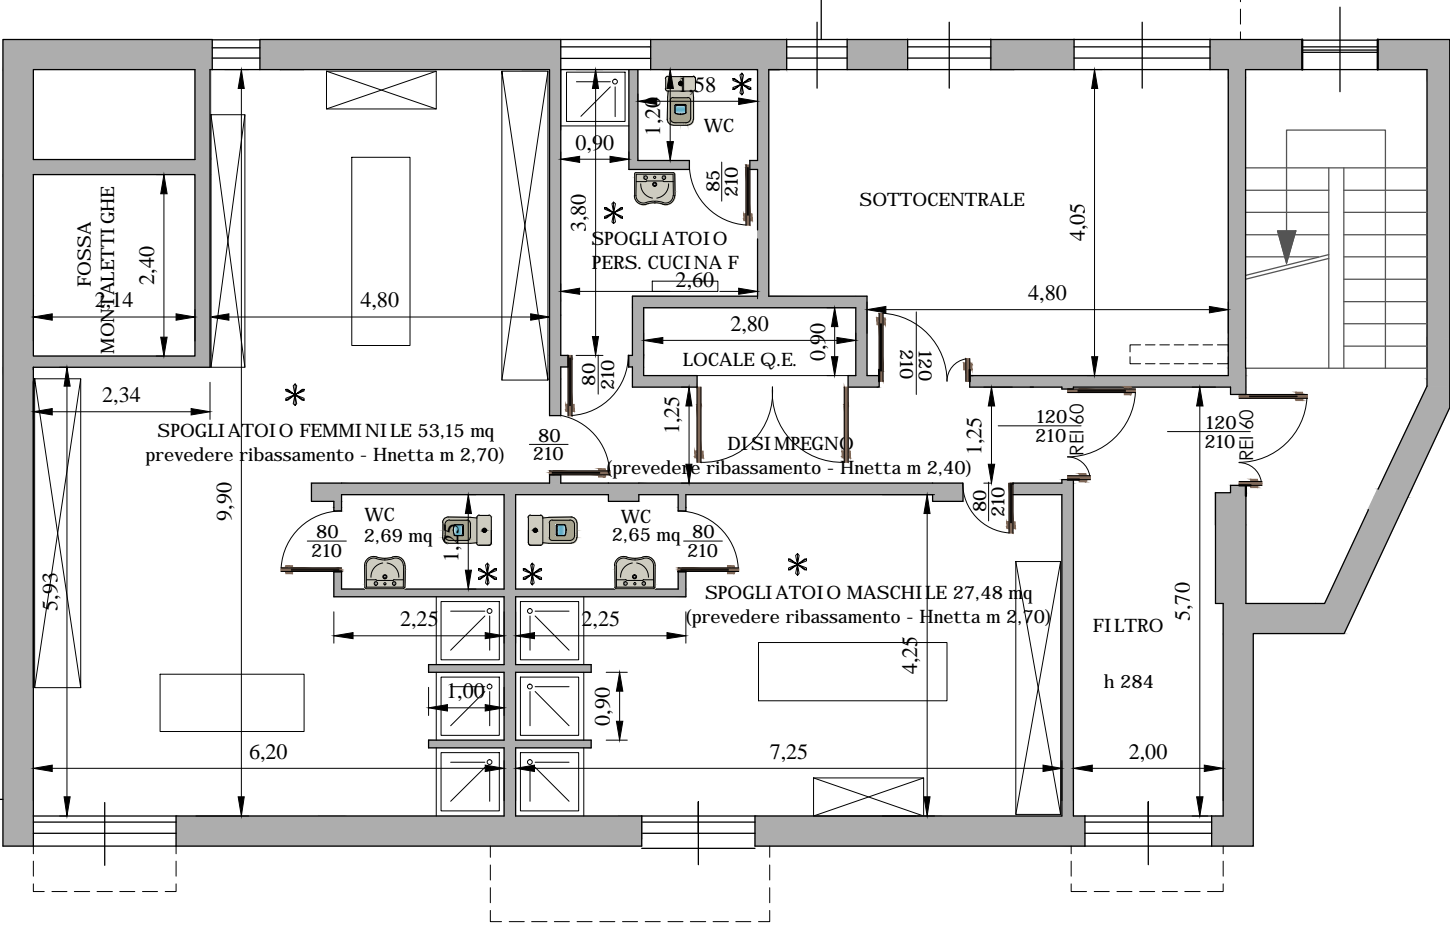 1,58
1,20
WC
0,90
85
210
3,80
SPOGLIATOIO
PERS. CUCINA F
2,60
SOTTOCENTRALE
4,05
4,80
FOSSA
MONTALETTIGHE
2,40
2,14
4,80
2,80
0,90
LOCALE Q.E.
120
210
80
210
2,34
1,25
1,25
SPOGLIATOIO FEMMINILE 53,15 mq
prevedere ribassamento - Hnetta m 2,70)
80
210
DISIMPEGNO
(prevedere ribassamento - Hnetta m 2,40)
120
210
REI 60
120
210
REI 60
9,90
80
210
WC
2,69 mq
WC
2,65 mq
80
210
80
210
5,93
SPOGLIATOIO MASCHILE 27,48 mq
(prevedere ribassamento - Hnetta m 2,70)
2,25
2,25
4,25
5,70
FILTRO
h 284
1,00
0,90
6,20
7,25
2,00